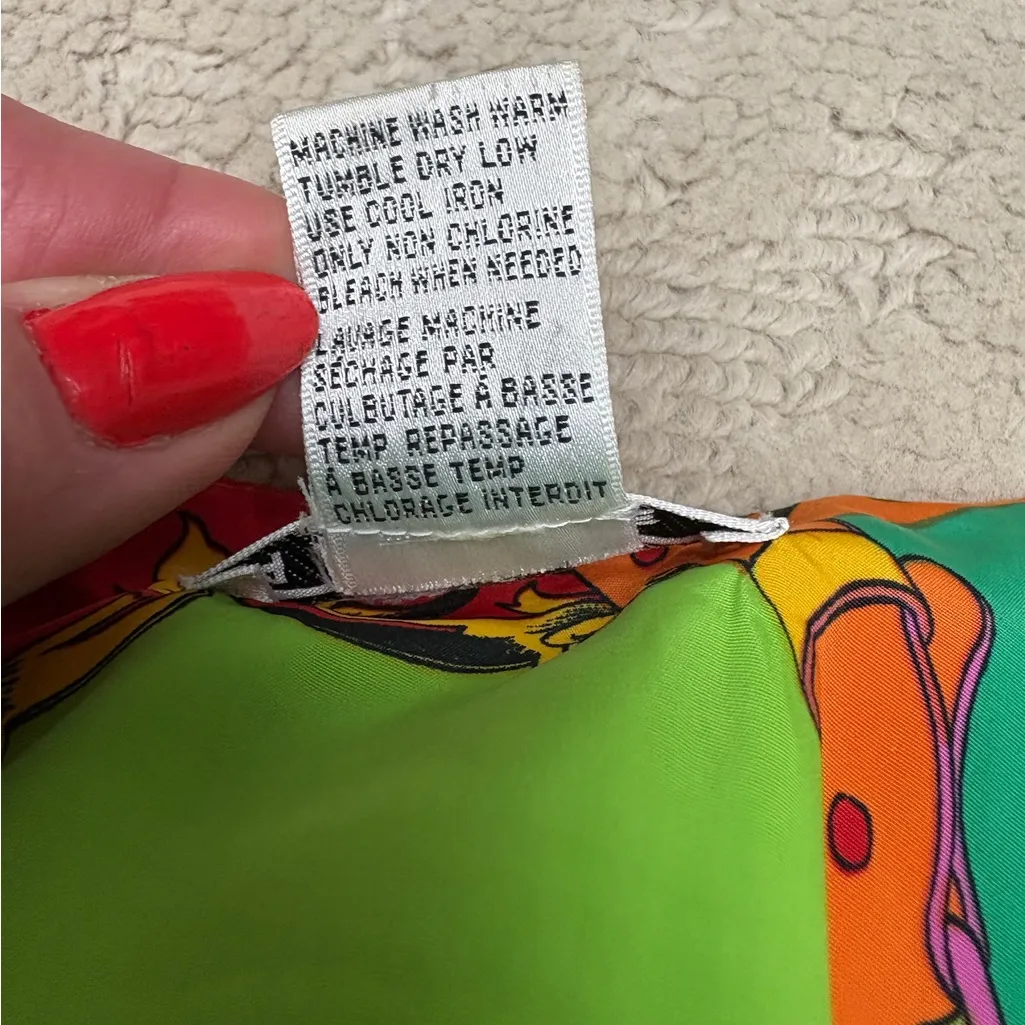 MACHINE WASH WARM
TUMBLE DRY LOW
USE COOL IRON
ONLY NON CHLORINE
BLEACH WHEN NEEDED
LAVAGE MACHINE
SÉCHAGE PAR
CULBUTAGE À BASSE
TEMP REPASSAGE
À BASSE TEMP
CHLORAGE INTERDIT